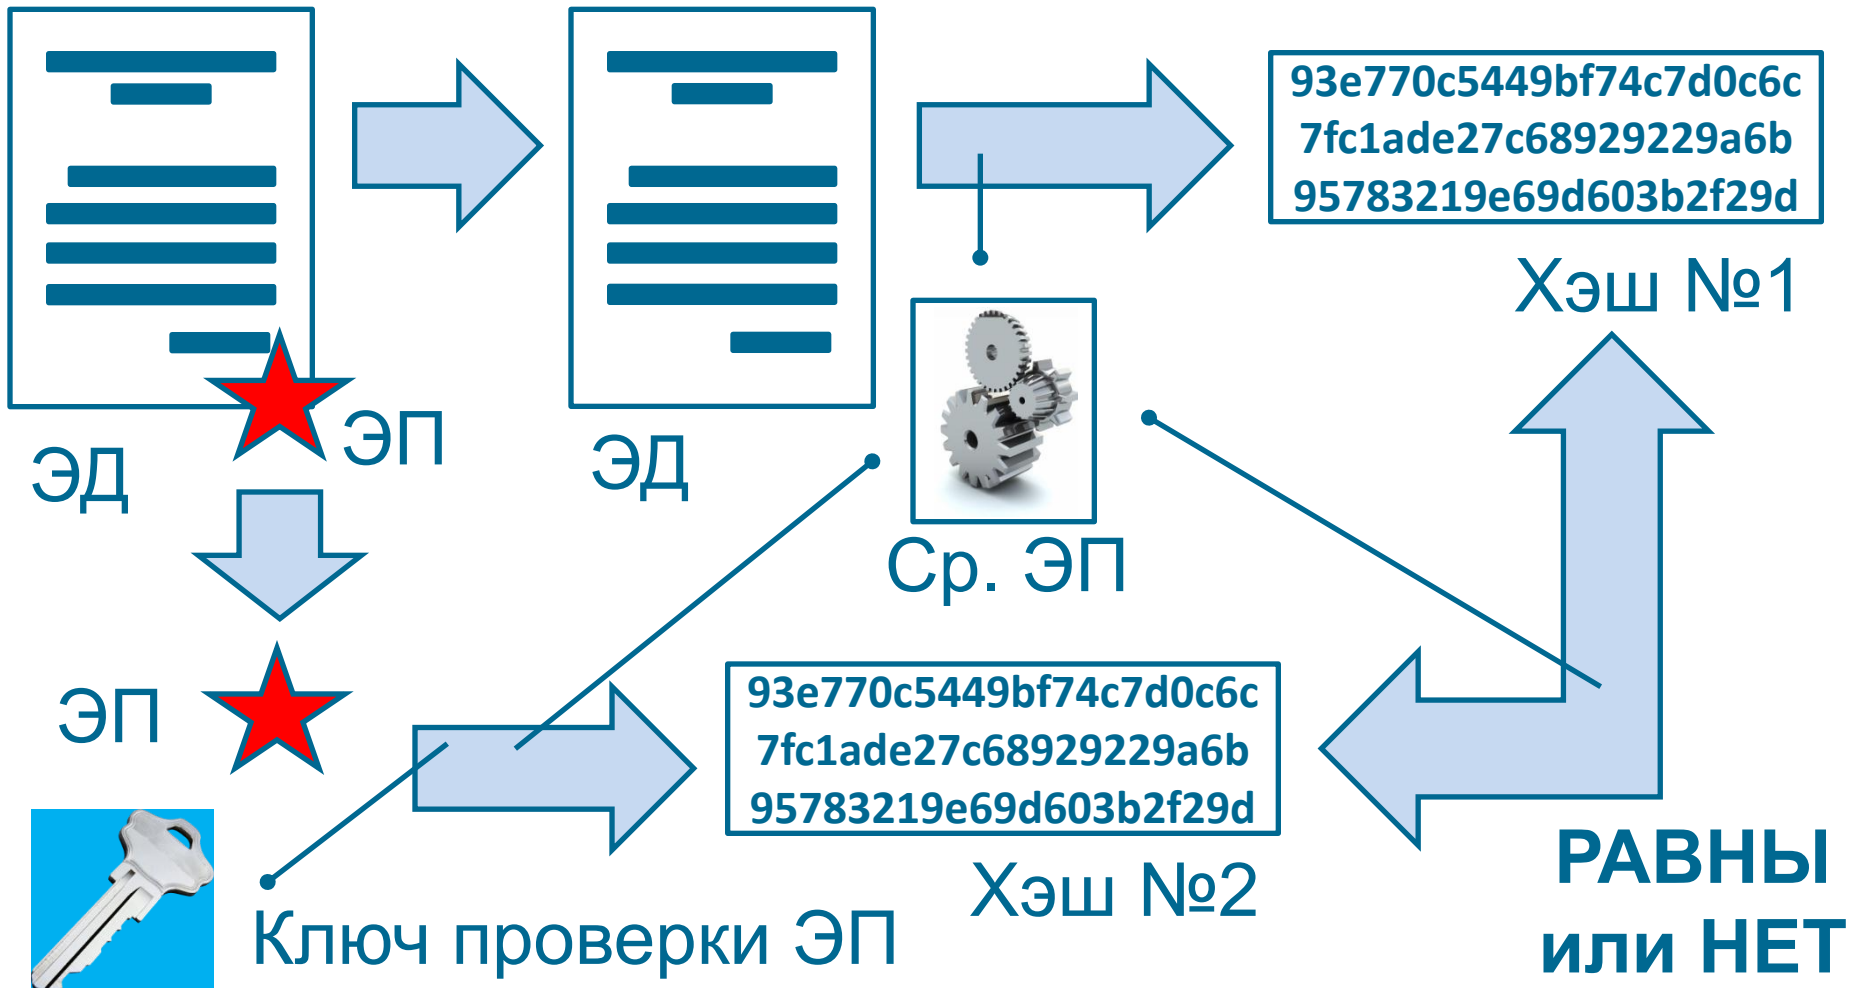 93e770c5449bf74c7d0c6c
7fc1ade27c68929229a6b
95783219e69d603b2f29d
Хэш №1
ЭД
ЭП
ЭД
Ср. ЭП
ЭП
93e770c5449bf74c7d0c6c
7fc1ade27c68929229a6b
95783219e69d603b2f29d
Хэш №2
Ключ проверки ЭП
РАВНЫ
или НЕТ